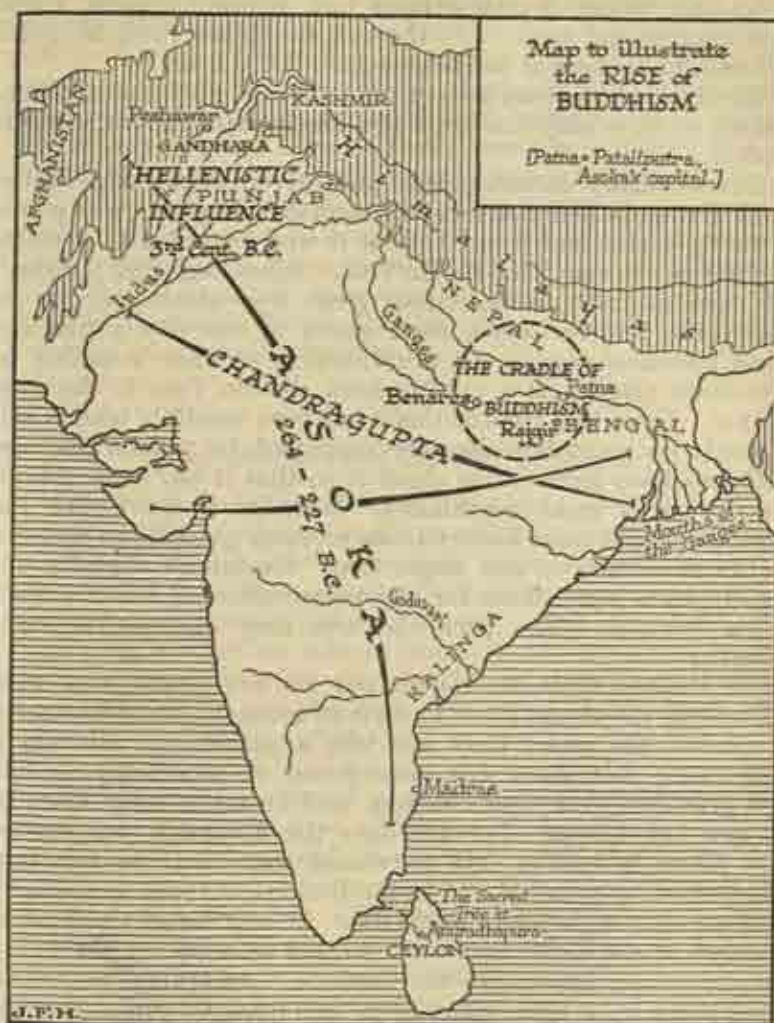 Map to illustrate
the RISE of
BUDDHISM
[Patna = Pataliputra,
Asoka's capital.]
KASHMIR
Peshawar
GANDHARA
AFGHANISTAN
HELLENISTIC
PUNJAB
INFLUENCE
3rd Cent. B.C.
Himalayas
Indus
NEPAL
Ganges
THE CRADLE OF
Patna
Benares
BUDDHISM
Rajgir
BENGAL
CHANDRAGUPTA
ASOKA
264 – 227 B.C.
Mouths of
the Ganges
Godavari
KALINGA
Madras
The Sacred
Tree at
Anuradhapura
CEYLON
J.F.H.